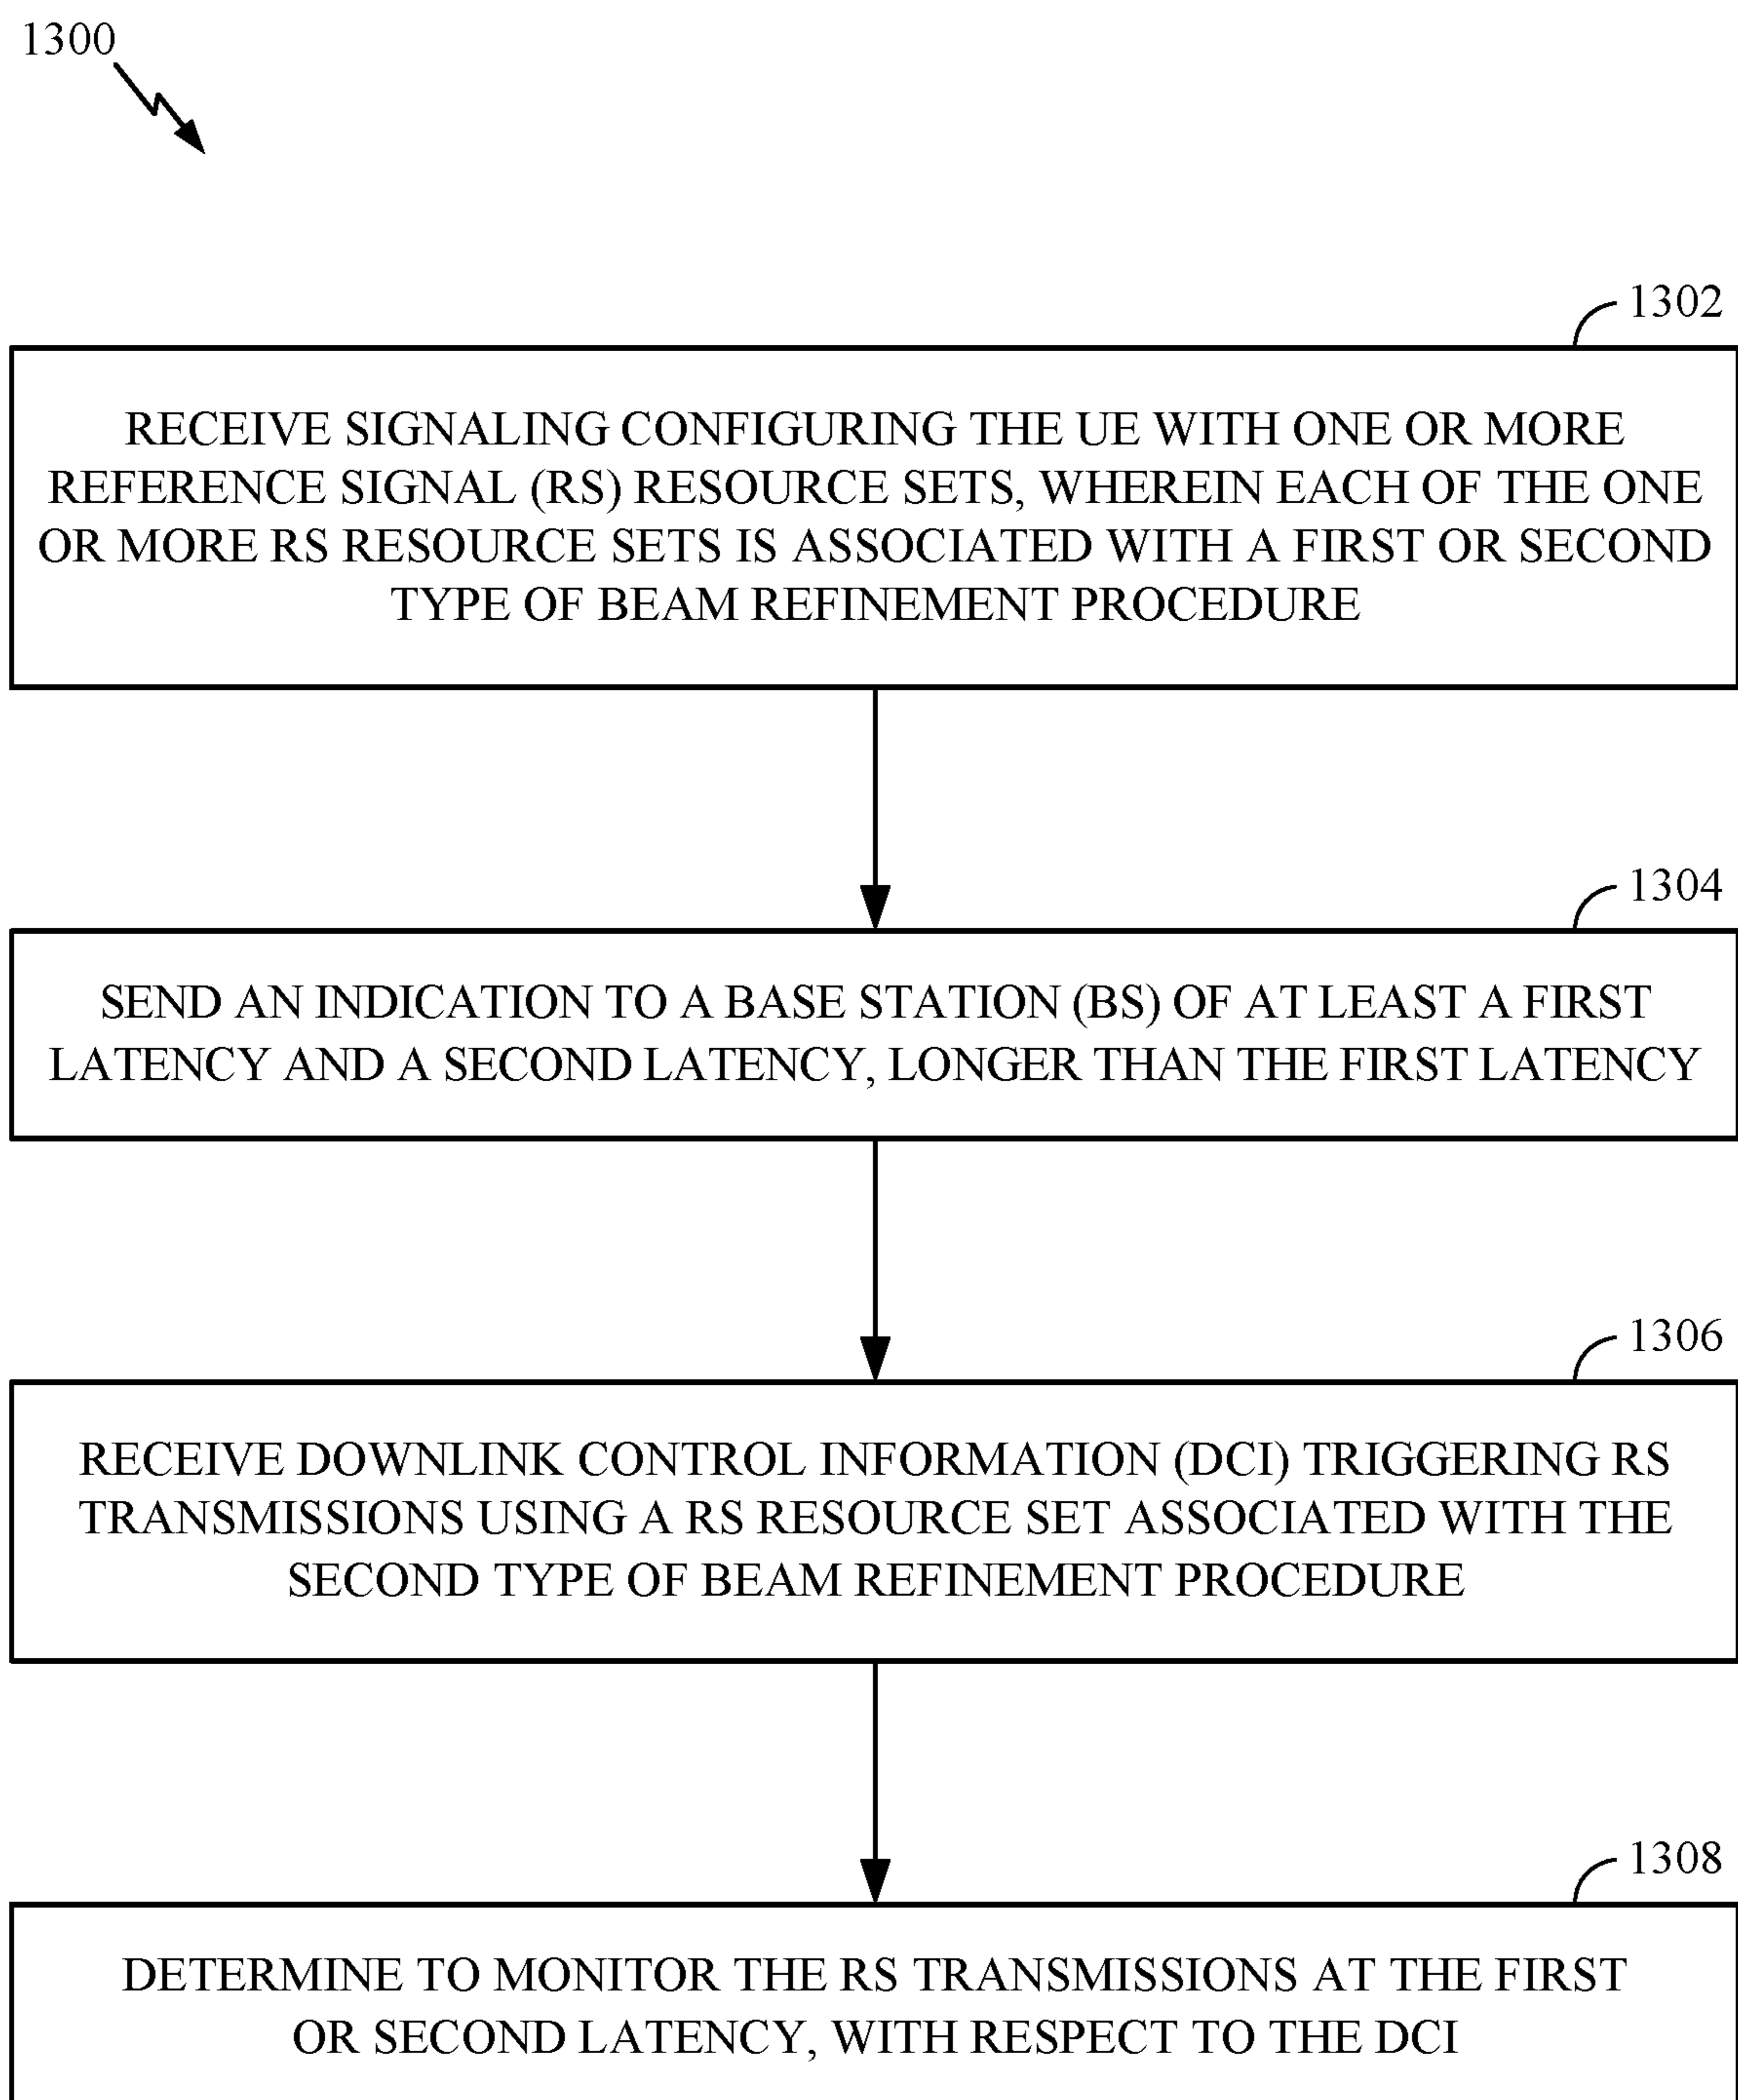 1300
1302
RECEIVE SIGNALING CONFIGURING THE UE WITH ONE OR MORE
REFERENCE SIGNAL (RS) RESOURCE SETS, WHEREIN EACH OF THE ONE
OR MORE RS RESOURCE SETS IS ASSOCIATED WITH A FIRST OR SECOND
TYPE OF BEAM REFINEMENT PROCEDURE
1304
SEND AN INDICATION TO A BASE STATION (BS) OF AT LEAST A FIRST
LATENCY AND A SECOND LATENCY, LONGER THAN THE FIRST LATENCY
1306
RECEIVE DOWNLINK CONTROL INFORMATION (DCI) TRIGGERING RS
TRANSMISSIONS USING A RS RESOURCE SET ASSOCIATED WITH THE
SECOND TYPE OF BEAM REFINEMENT PROCEDURE
1308
DETERMINE TO MONITOR THE RS TRANSMISSIONS AT THE FIRST
OR SECOND LATENCY, WITH RESPECT TO THE DCI